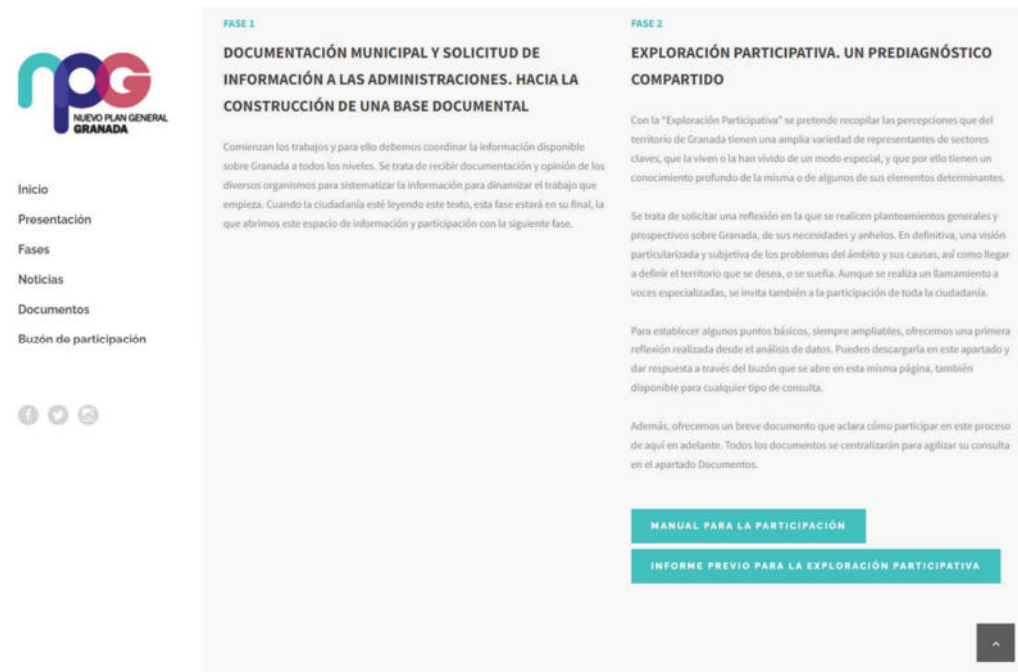 NUEVO PLAN GENERAL
GRANADA
Inicio
Presentación
Fases
Noticias
Documentos
Buzón de participación
FASE 1
DOCUMENTACIÓN MUNICIPAL Y SOLICITUD DE
INFORMACIÓN A LAS ADMINISTRACIONES. HACIA LA
CONSTRUCCIÓN DE UNA BASE DOCUMENTAL
Comienzan los trabajos y para ello debemos coordinar la información disponible
sobre Granada a todos los niveles. Se trata de recibir documentación y opinión de los
diversos organismos para sistematizar la información para dinamizar el trabajo que
empieza. Cuando la ciudadanía esté leyendo este texto, esta fase estará en su final, la
que abrimos este espacio de información y participación con la siguiente fase.
FASE 2
EXPLORACIÓN PARTICIPATIVA. UN PREDIAGNÓSTICO
COMPARTIDO
Con la "Exploración Participativa" se pretende recopilar las percepciones que del
territorio de Granada tienen una amplia variedad de representantes de sectores
claves, que la viven o la han vivido de un modo especial, y que por ello tienen un
conocimiento profundo de la misma o de algunos de sus elementos determinantes.
Se trata de solicitar una reflexión en la que se realicen planteamientos generales y
prospectivos sobre Granada, de sus necesidades y anhelos. En definitiva, una visión
particularizada y subjetiva de los problemas del ámbito y sus causas, así como llegar
a definir el territorio que se desea, o se sueña. Aunque se realiza un llamamiento a
voces especializadas, se invita también a la participación de toda la ciudadanía.
Para establecer algunos puntos básicos, siempre ampliables, ofrecemos una primera
reflexión realizada desde el análisis de datos. Pueden descargarla en este apartado y
dar respuesta a través del buzón que se abre en esta misma página, también
disponible para cualquier tipo de consulta.
Además, ofrecemos un breve documento que aclara cómo participar en este proceso
de aquí en adelante. Todos los documentos se centralizarán para agilizar su consulta
en el apartado Documentos.
MANUAL PARA LA PARTICIPACIÓN
INFORME PREVIO PARA LA EXPLORACIÓN PARTICIPATIVA